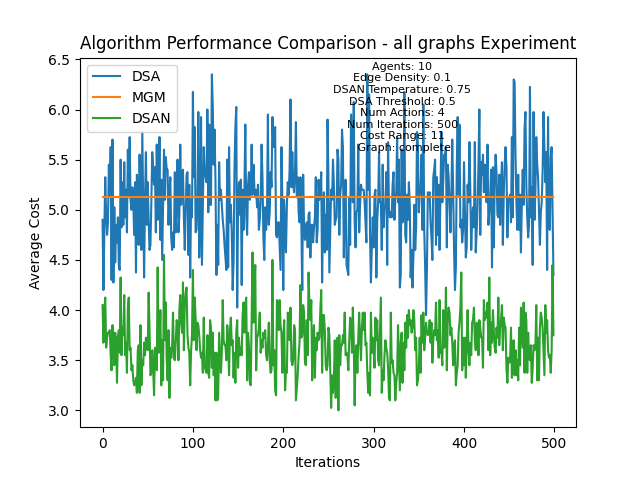 Algorithm Performance Comparison - all graphs Experiment
DSA
MGM
DSAN
Agents: 10
Edge Density: 0.1
DSAN Temperature: 0.75
DSA Threshold: 0.5
Num Actions: 4
Num Iterations: 500
Cost Range: 11
Graph: complete
Average Cost
6.5
6.0
5.5
5.0
4.5
4.0
3.5
3.0
0 100 200 300 400 500
Iterations